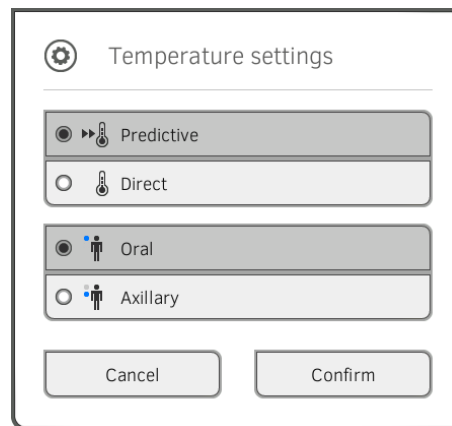 Temperature settings
Predictive
Direct
Oral
Axillary
Cancel Confirm